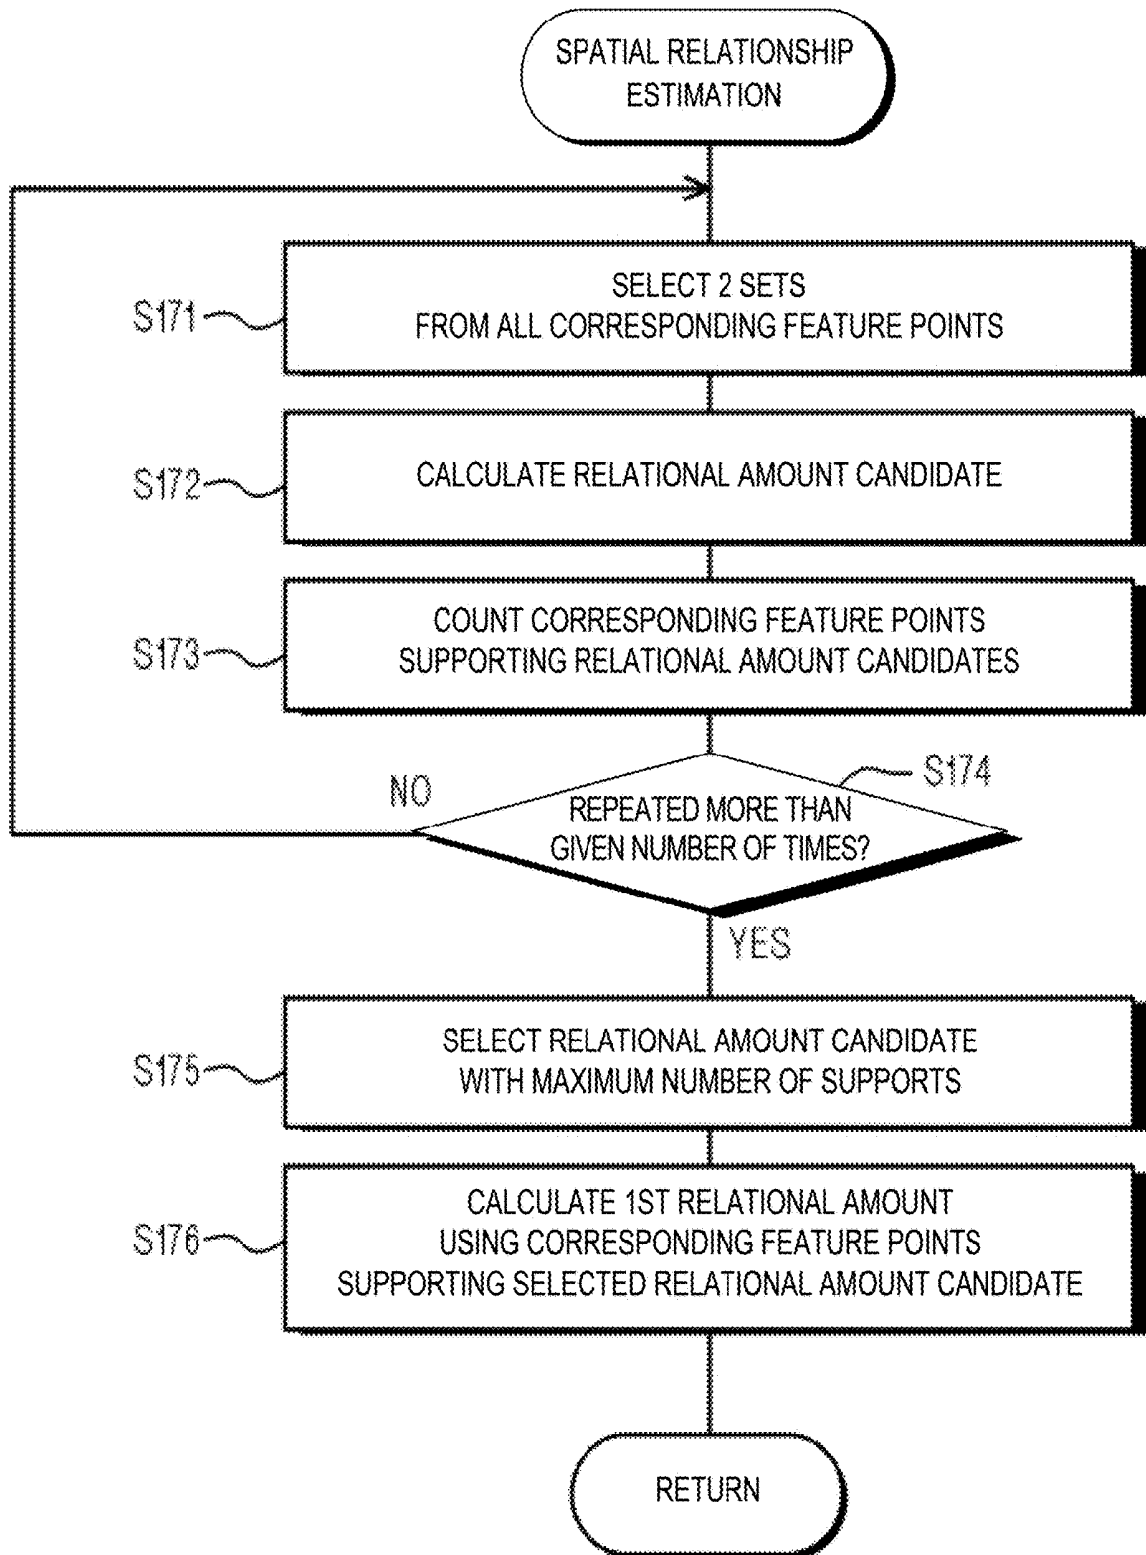 SPATIAL RELATIONSHIP
ESTIMATION
S171
SELECT 2 SETS
FROM ALL CORRESPONDING FEATURE POINTS
S172
CALCULATE RELATIONAL AMOUNT CANDIDATE
S173
COUNT CORRESPONDING FEATURE POINTS
SUPPORTING RELATIONAL AMOUNT CANDIDATES
S174
NO
REPEATED MORE THAN
GIVEN NUMBER OF TIMES?
YES
S175
SELECT RELATIONAL AMOUNT CANDIDATE
WITH MAXIMUM NUMBER OF SUPPORTS
S176
CALCULATE 1ST RELATIONAL AMOUNT
USING CORRESPONDING FEATURE POINTS
SUPPORTING SELECTED RELATIONAL AMOUNT CANDIDATE
RETURN